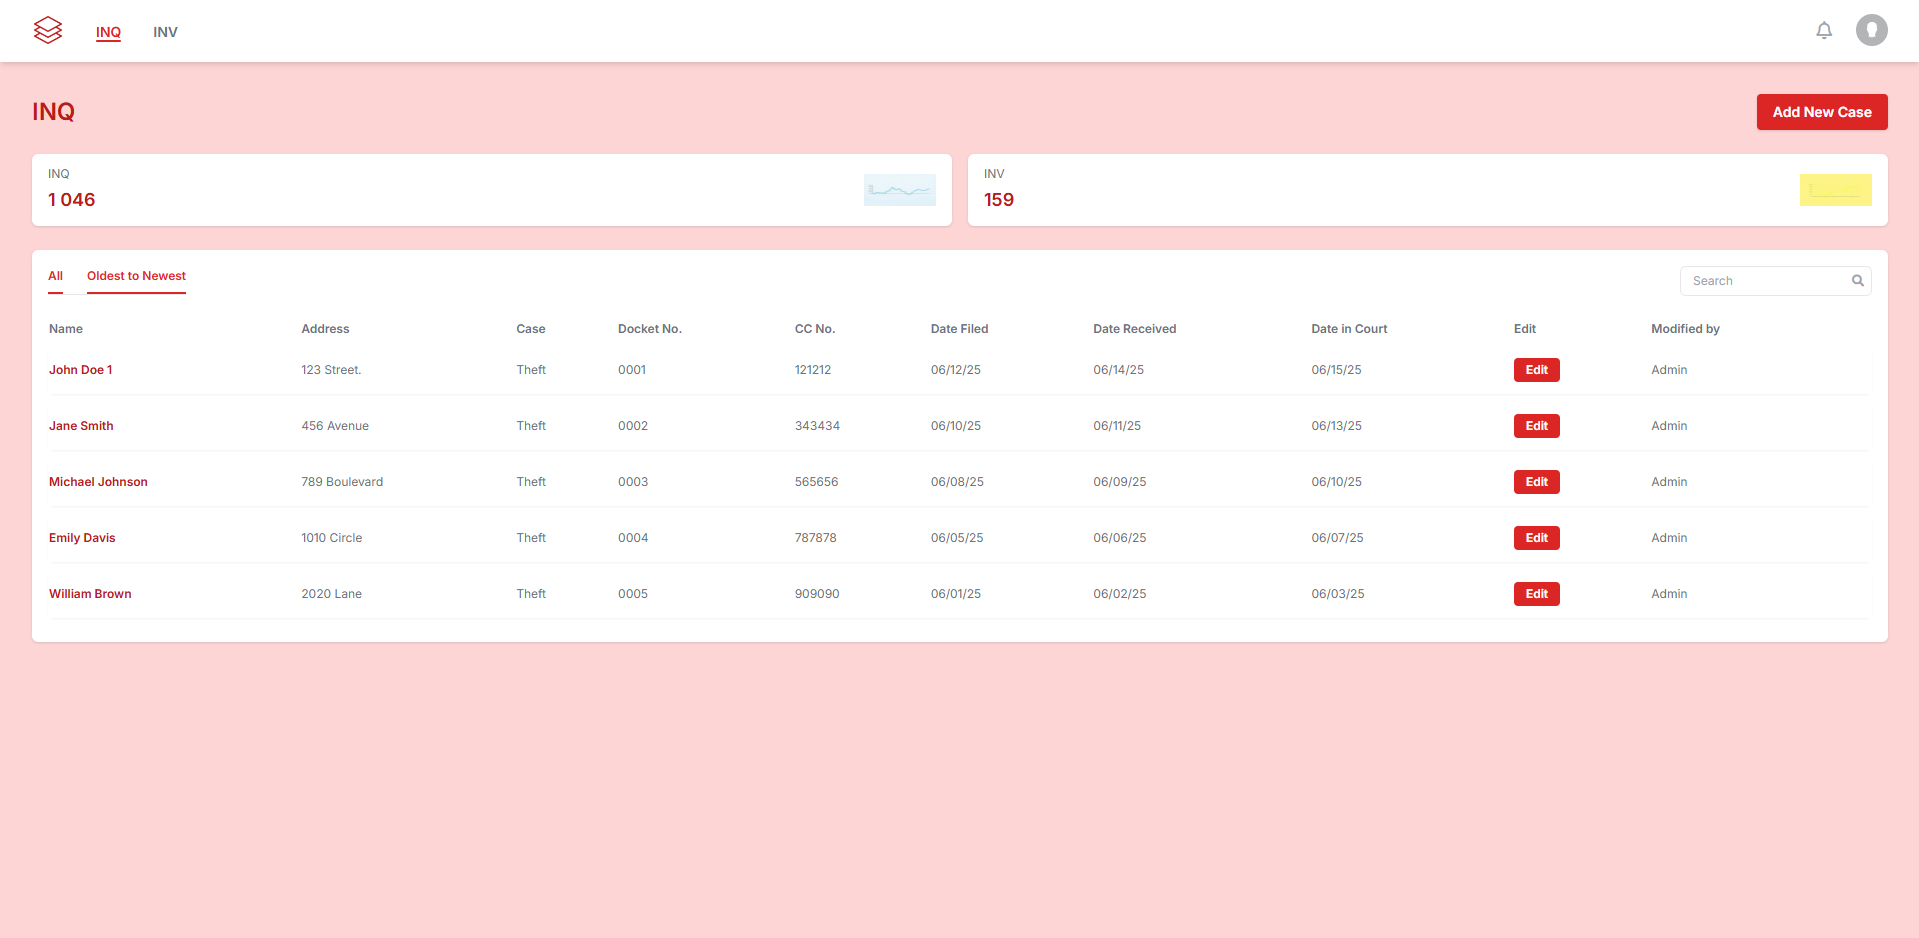 INQ INV
INQ
Add New Case
INQ
1 046
INV
159
All Oldest to Newest
Search
Name Address Case Docket No. CC No. Date Filed Date Received Date in Court Edit Modified by
John Doe 1 123 Street. Theft 0001 121212 06/12/25 06/14/25 06/15/25 Edit Admin
Jane Smith 456 Avenue Theft 0002 343434 06/10/25 06/11/25 06/13/25 Edit Admin
Michael Johnson 789 Boulevard Theft 0003 565656 06/08/25 06/09/25 06/10/25 Edit Admin
Emily Davis 1010 Circle Theft 0004 787878 06/05/25 06/06/25 06/07/25 Edit Admin
William Brown 2020 Lane Theft 0005 909090 06/01/25 06/02/25 06/03/25 Edit Admin